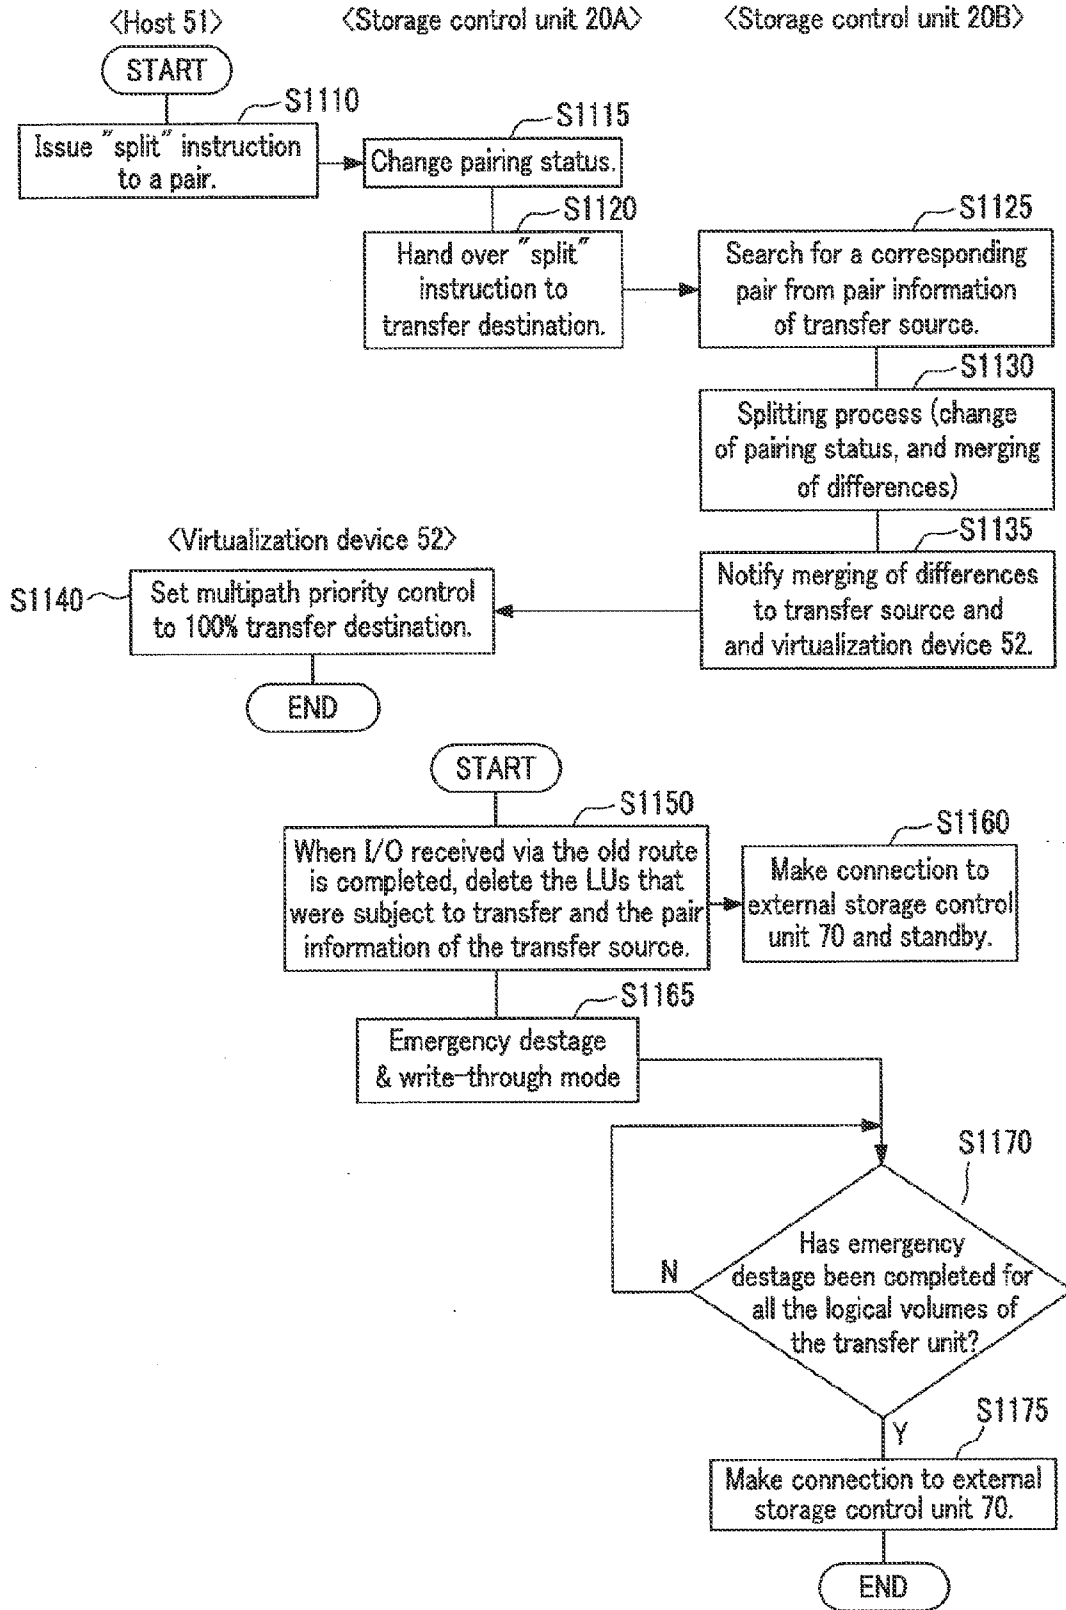 <Host 51>
<Storage control unit 20A>
<Storage control unit 20B>
START
S1110
Issue "split" instruction
to a pair.
S1115
Change pairing status.
S1120
Hand over "split"
instruction to
transfer destination.
S1125
Search for a corresponding
pair from pair information
of transfer source.
S1130
Splitting process (change
of pairing status, and merging
of differences)
S1135
Notify merging of differences
to transfer source and
and virtualization device 52.
<Virtualization device 52>
S1140
Set multipath priority control
to 100% transfer destination.
END
START
S1150
When I/O received via the old route
is completed, delete the LUs that
were subject to transfer and the pair
information of the transfer source.
S1160
Make connection to
external storage control
unit 70 and standby.
S1165
Emergency destage
& write-through mode
S1170
Has emergency
destage been completed for
all the logical volumes of
the transfer unit?
N
Y
S1175
Make connection to external
storage control unit 70.
END